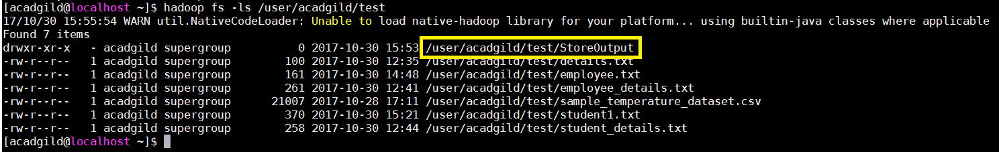 [acadgild@localhost ~]$ hadoop fs -ls /user/acadgild/test
17/10/30 15:55:54 WARN util.NativeCodeLoader: Unable to load native-hadoop library for your platform... using builtin-java classes where applicable
Found 7 items
drwxr-xr-x   - acadgild supergroup          0 2017-10-30 15:53 /user/acadgild/test/StoreOutput
-rw-r--r--   1 acadgild supergroup        100 2017-10-30 12:35 /user/acadgild/test/details.txt
-rw-r--r--   1 acadgild supergroup        161 2017-10-30 14:48 /user/acadgild/test/employee.txt
-rw-r--r--   1 acadgild supergroup        261 2017-10-30 12:41 /user/acadgild/test/employee_details.txt
-rw-r--r--   1 acadgild supergroup      21007 2017-10-28 17:11 /user/acadgild/test/sample_temperature_dataset.csv
-rw-r--r--   1 acadgild supergroup        370 2017-10-30 15:21 /user/acadgild/test/student1.txt
-rw-r--r--   1 acadgild supergroup        258 2017-10-30 12:44 /user/acadgild/test/student_details.txt
[acadgild@localhost ~]$